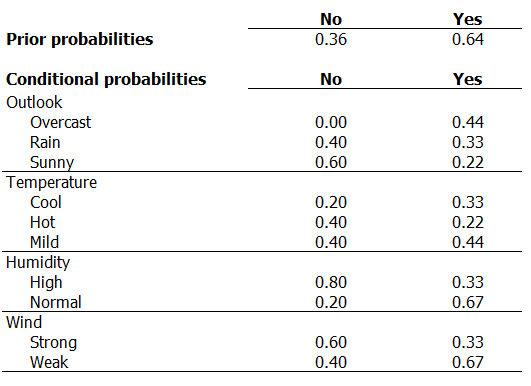 No Yes
Prior probabilities 0.36 0.64
Conditional probabilities No Yes
Outlook
Overcast 0.00 0.44
Rain 0.40 0.33
Sunny 0.60 0.22
Temperature
Cool 0.20 0.33
Hot 0.40 0.22
Mild 0.40 0.44
Humidity
High 0.80 0.33
Normal 0.20 0.67
Wind
Strong 0.60 0.33
Weak 0.40 0.67